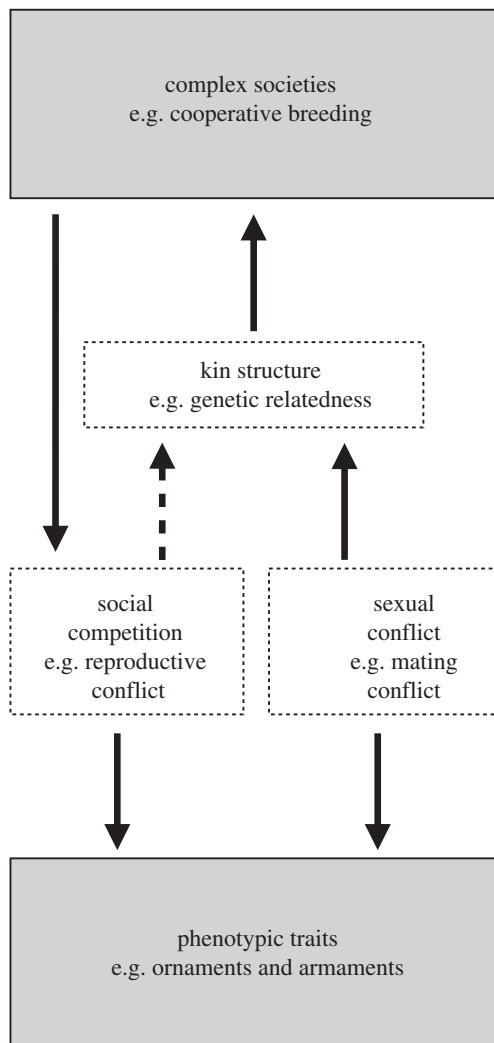 complex societies
e.g. cooperative breeding
kin structure
e.g. genetic relatedness
social
competition
e.g. reproductive
conflict
sexual
conflict
e.g. mating
conflict
phenotypic traits
e.g. ornaments and armaments